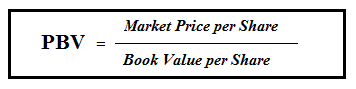 Market Price per Share
PBV =
Book Value per Share